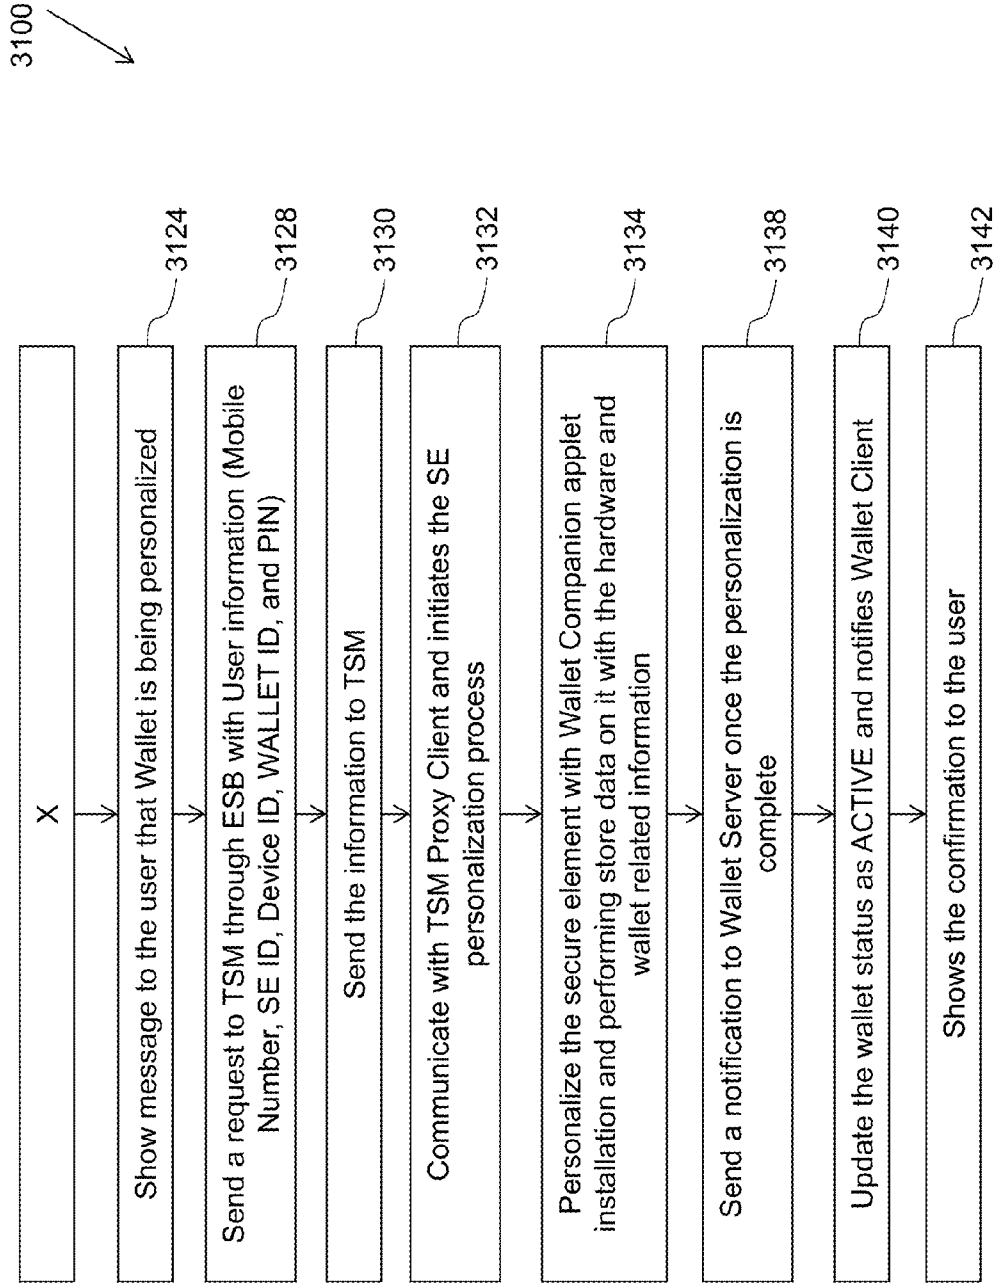 3100
X
Show message to the user that Wallet is being personalized
3124
Send a request to TSM through ESB with User information (Mobile
Number, SE ID, Device ID, WALLET ID, and PIN)
3128
Send the information to TSM
3130
Communicate with TSM Proxy Client and initiates the SE
personalization process
3132
Personalize the secure element with Wallet Companion applet
installation and performing store data on it with the hardware and
wallet related information
3134
Send a notification to Wallet Server once the personalization is
complete
3138
Update the wallet status as ACTIVE and notifies Wallet Client
3140
Shows the confirmation to the user
3142